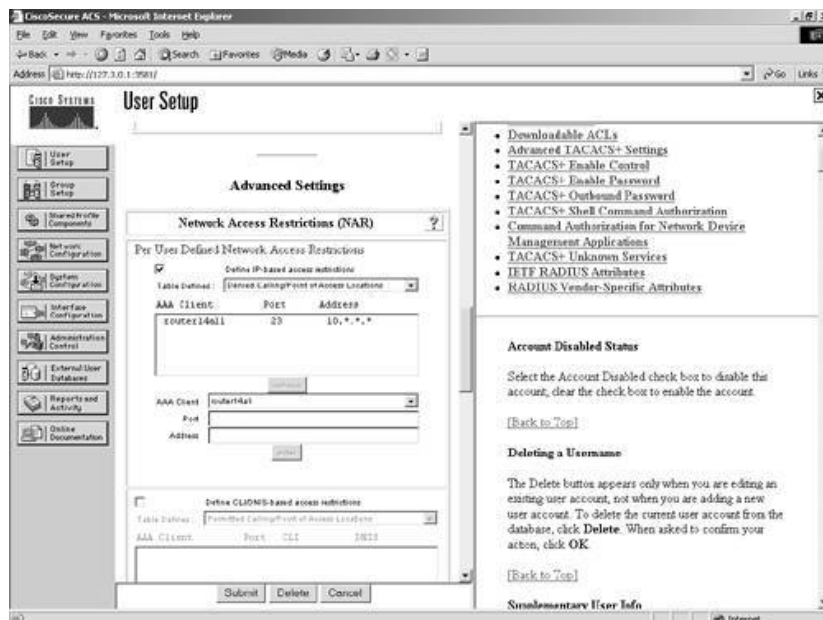 CiscoSecure ACS - Microsoft Internet Explorer
File Edit View Favorites Tools Help
Back Search Favorites Media
Address http://127.3.0.1:3581/ Go Links
CISCO SYSTEMS
User Setup
User Setup
Group Setup
Shared Profile Components
Network Configuration
System Configuration
Interface Configuration
Administration Control
External User Databases
Reports and Activity
Online Documentation
Advanced Settings
Network Access Restrictions (NAR) ?
Per User Defined Network Access Restrictions
Define IP-based access restrictions
Table Defines: Denied Calling/Point of Access Locations
AAA Client Port Address
router14all 23 10.*.*.*
remove
AAA Client router14all
Port
Address
enter
Define CLI/DNIS-based access restrictions
Table Defines: Permitted Calling/Point of Access Locations
AAA Client Port CLI DNIS
Submit Delete Cancel
Downloadable ACLs
Advanced TACACS+ Settings
TACACS+ Enable Control
TACACS+ Enable Password
TACACS+ Outbound Password
TACACS+ Shell Command Authorization
Command Authorization for Network Device
Management Applications
TACACS+ Unknown Services
IETF RADIUS Attributes
RADIUS Vendor-Specific Attributes
Account Disabled Status
Select the Account Disabled check box to disable this
account; clear the check box to enable the account.
[Back to Top]
Deleting a Username
The Delete button appears only when you are editing an
existing user account, not when you are adding a new
user account. To delete the current user account from the
database, click Delete. When asked to confirm your
action, click OK.
[Back to Top]
Supplementary User Info
Internet